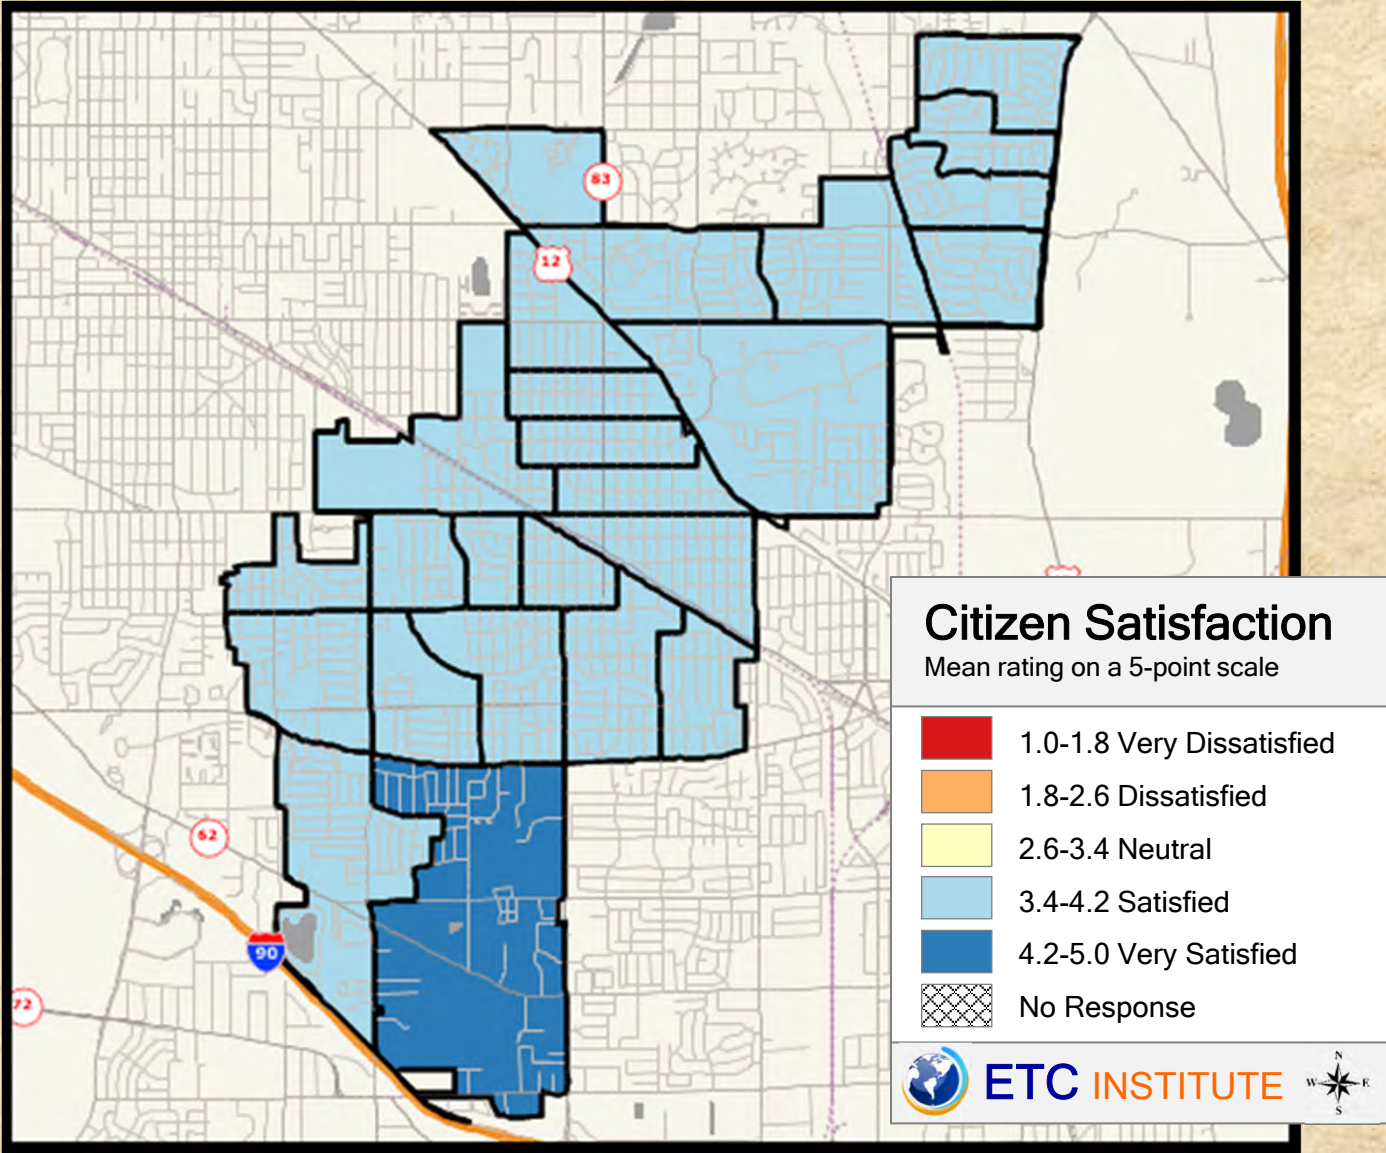 83
12
62
90
72
Citizen Satisfaction
Mean rating on a 5-point scale
1.0-1.8 Very Dissatisfied
1.8-2.6 Dissatisfied
2.6-3.4 Neutral
3.4-4.2 Satisfied
4.2-5.0 Very Satisfied
No Response
ETC INSTITUTE
N
W E
S